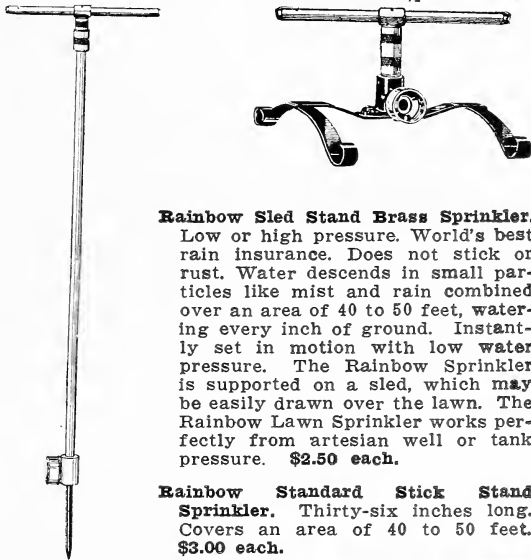 Rainbow Sled Stand Brass Sprinkler.
Low or high pressure. World's best
rain insurance. Does not stick or
rust. Water descends in small par-
ticles like mist and rain combined
over an area of 40 to 50 feet, water-
ing every inch of ground. Instant-
ly set in motion with low water
pressure. The Rainbow Sprinkler
is supported on a sled, which may
be easily drawn over the lawn. The
Rainbow Lawn Sprinkler works per-
fectly from artesian well or tank
pressure. $2.50 each.
Rainbow Standard Stick Stand
Sprinkler. Thirty-six inches long.
Covers an area of 40 to 50 feet.
$3.00 each.